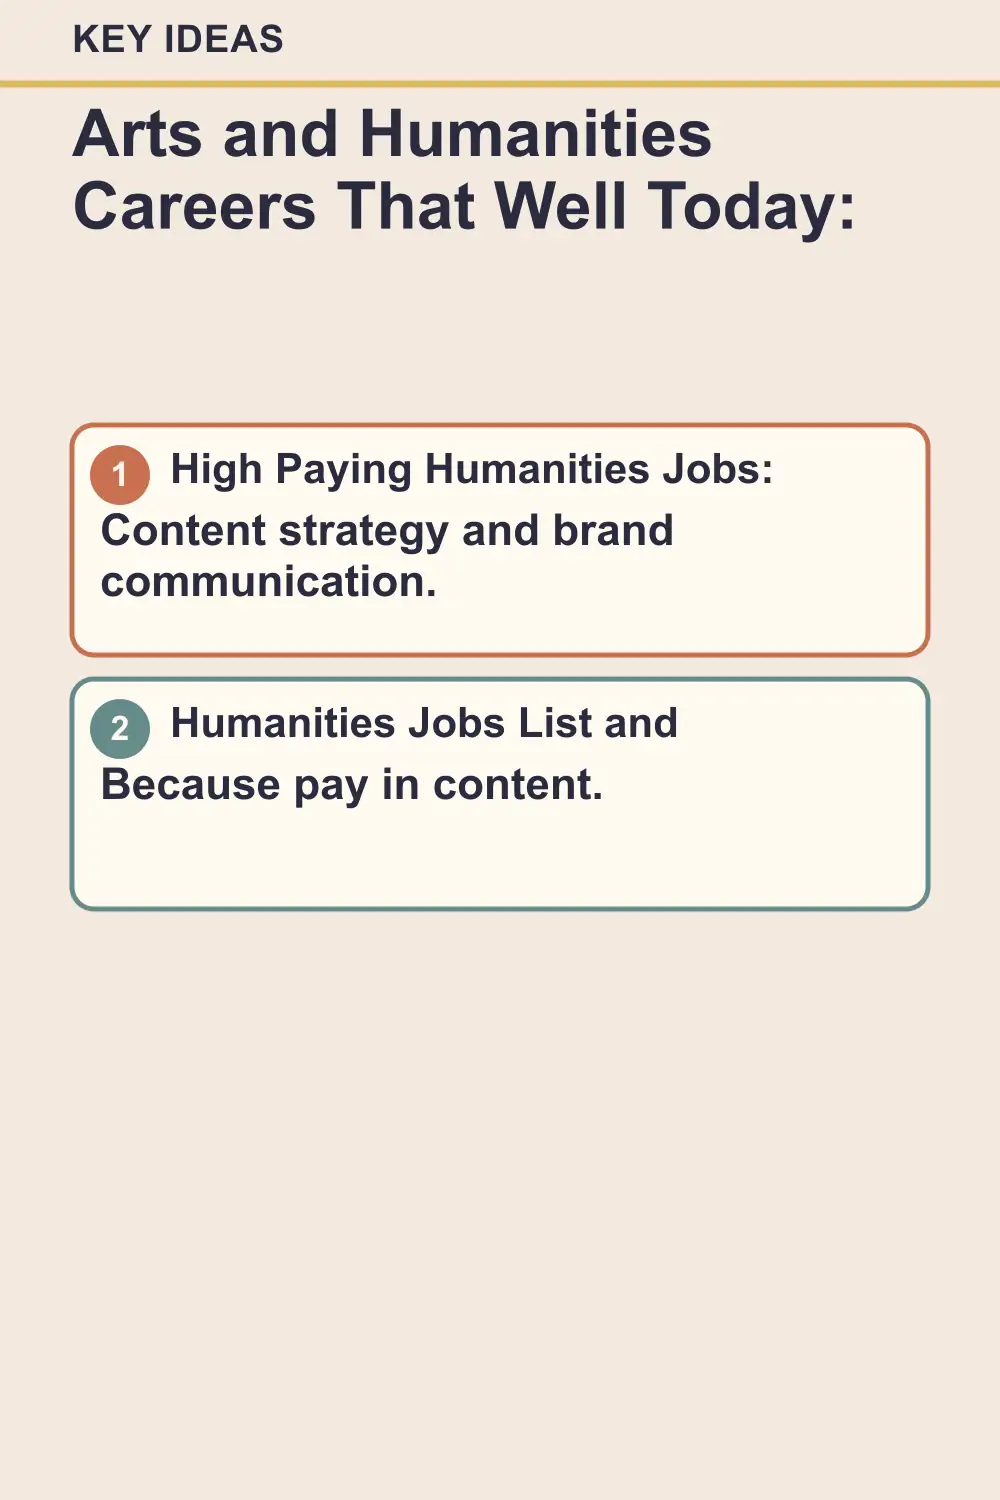 KEY IDEAS
Arts and Humanities
Careers That Well Today:
1 High Paying Humanities Jobs:
Content strategy and brand
communication.
2 Humanities Jobs List and
Because pay in content.